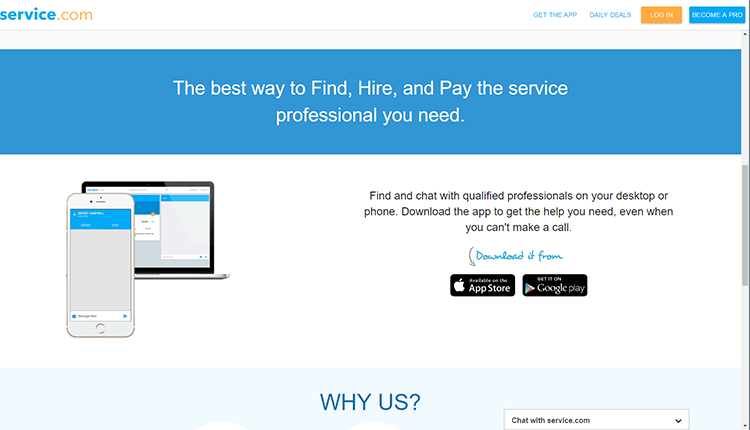 service.com
GET THE APP
DAILY DEALS
LOG IN
BECOME A PRO
The best way to Find, Hire, and Pay the service
professional you need.
Find and chat with qualified professionals on your desktop or
phone. Download the app to get the help you need, even when
you can't make a call.
Download it from
Available on the
App Store
GET IT ON
Google play
Message Now
WHY US?
Chat with service.com